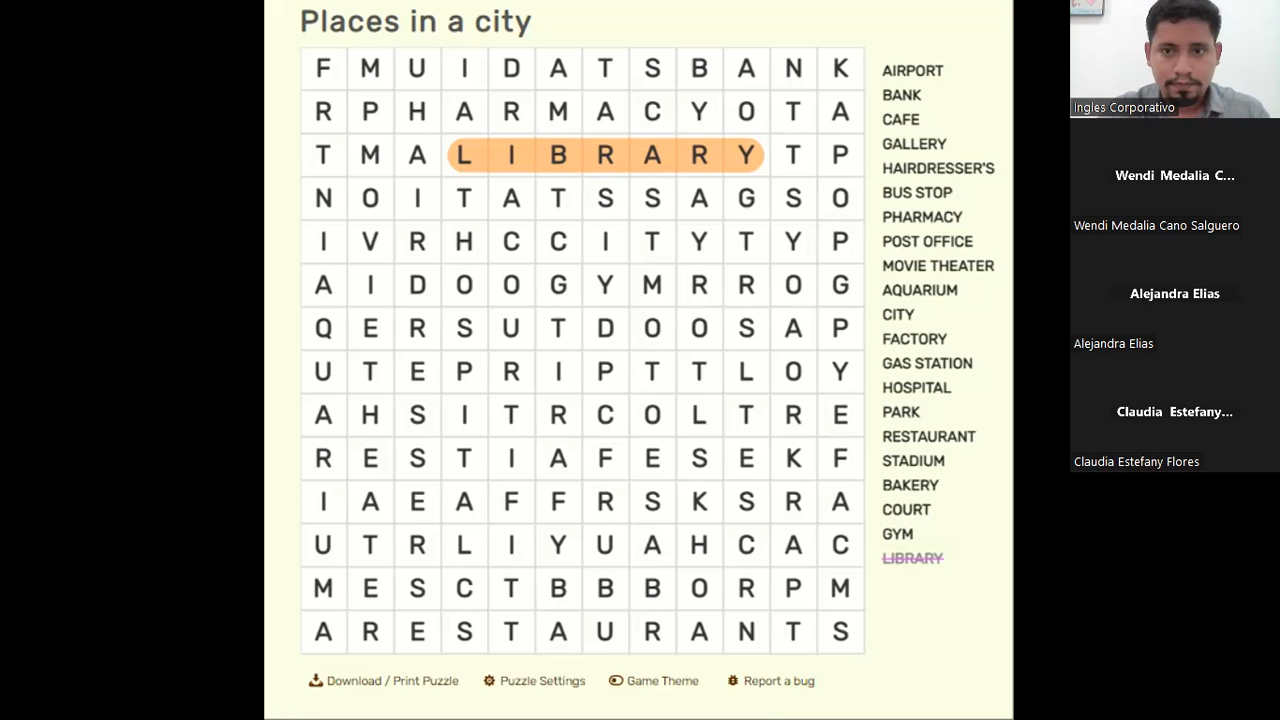 Places in a city
F M U I D A T S B A N K
R P H A R M A C Y O T A
T M A L I B R A R Y T P
N O I T A T S S A G S O
I V R H C C I T Y T Y P
A I D O O G Y M R R O G
Q E R S U T D O O S A P
U T E P R I P T T L O Y
A H S I T R C O L T R E
R E S T I A F E S E K F
I A E A F F R S K S R A
U T R L I Y U A H C A C
M E S C T B B B O R P M
A R E S T A U R A N T S
AIRPORT
BANK
CAFE
GALLERY
HAIRDRESSER'S
BUS STOP
PHARMACY
POST OFFICE
MOVIE THEATER
AQUARIUM
CITY
FACTORY
GAS STATION
HOSPITAL
PARK
RESTAURANT
STADIUM
BAKERY
COURT
GYM
LIBRARY
Download / Print Puzzle
Puzzle Settings
Game Theme
Report a bug
Ingles Corporativo
Wendi Medalia C...
Wendi Medalia Cano Salguero
Alejandra Elias
Alejandra Elias
Claudia Estefany...
Claudia Estefany Flores